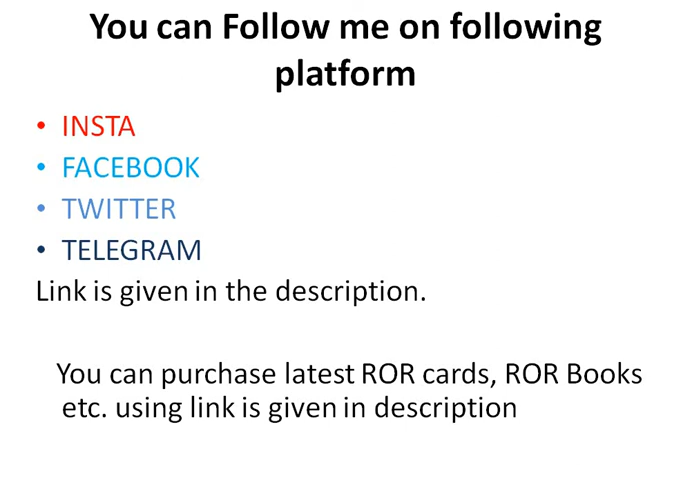 You can Follow me on following
platform
• INSTA
• FACEBOOK
• TWITTER
• TELEGRAM
Link is given in the description.
You can purchase latest ROR cards, ROR Books
etc. using link is given in description